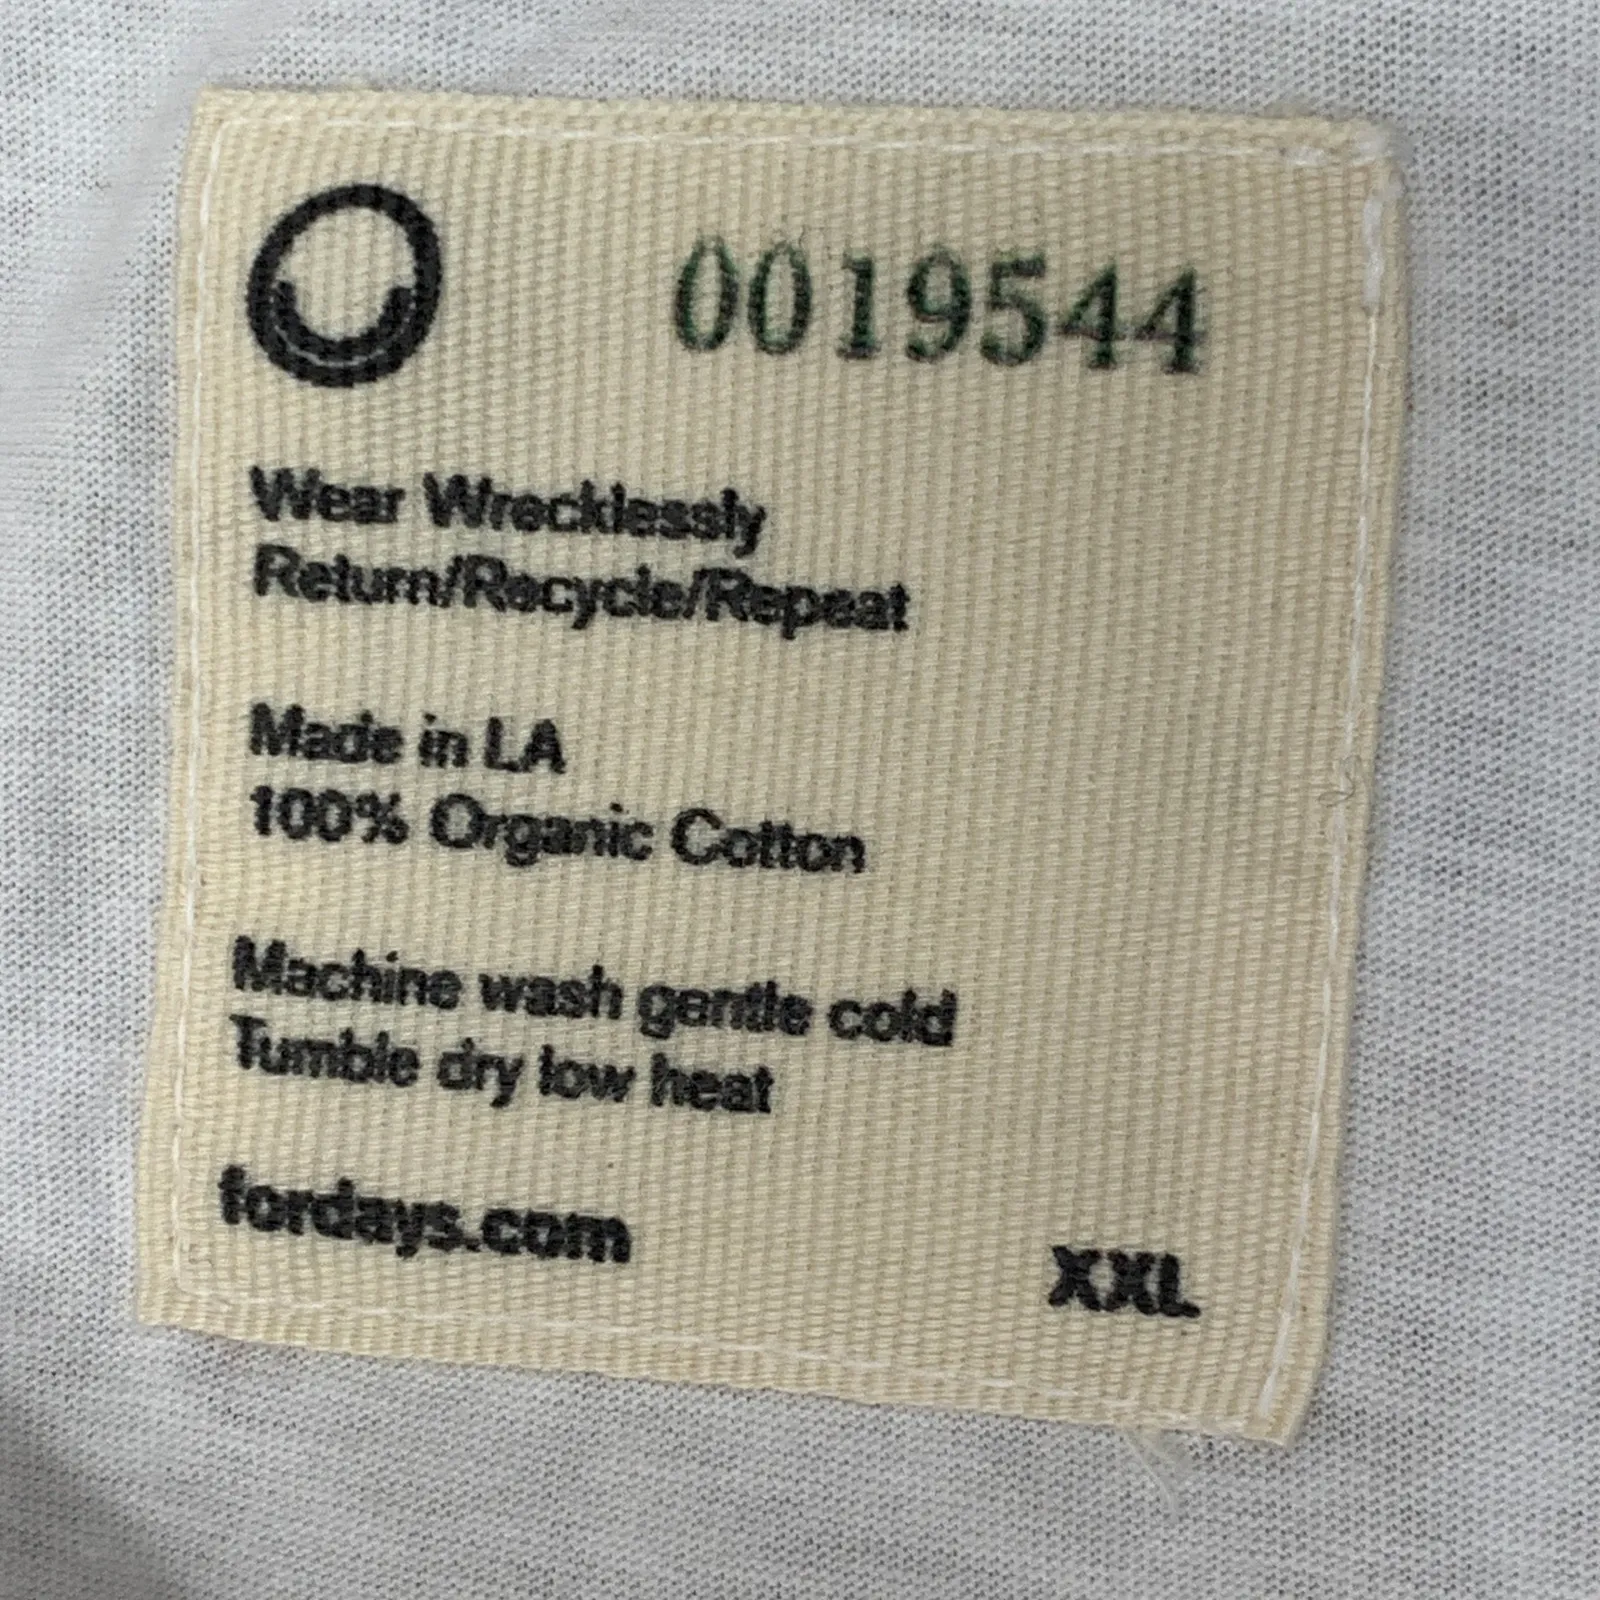 0019544
Wear Wrecklessly
Return/Recycle/Repeat
Made in LA
100% Organic Cotton
Machine wash gentle cold
Tumble dry low heat
fordays.com
XXL